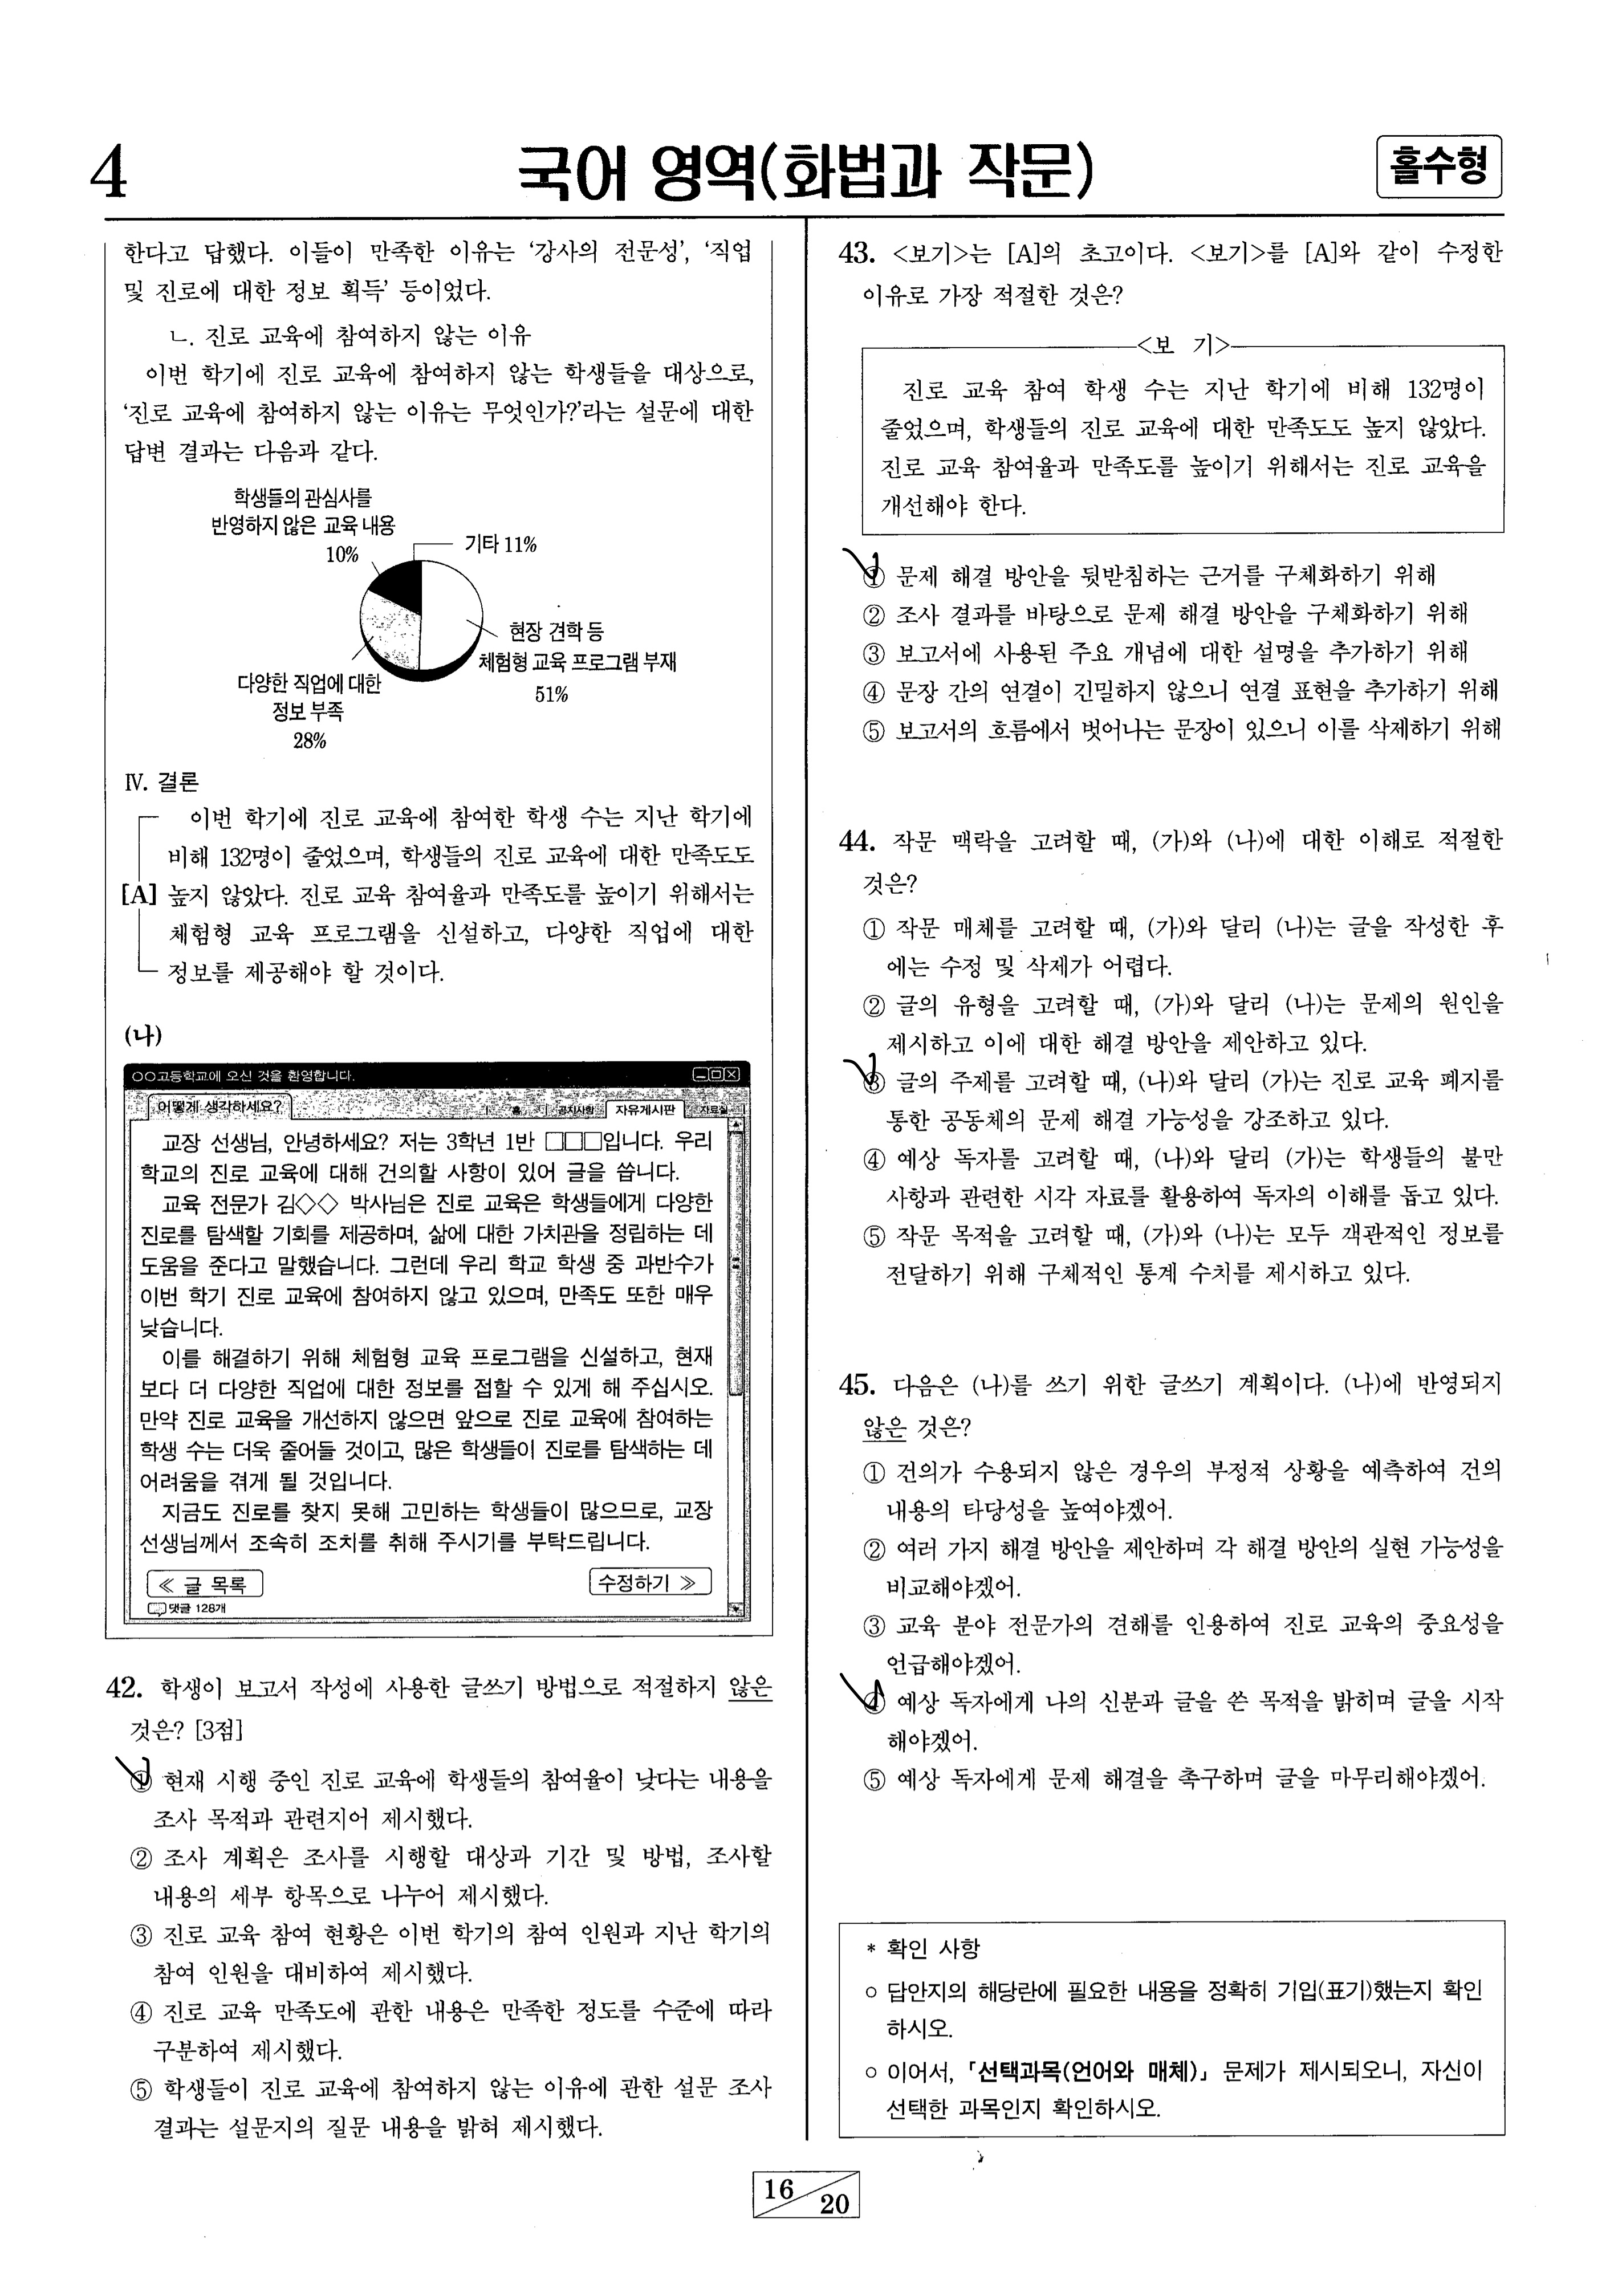 4
국어 영역(화법과 작문)
홀수형
한다고 답했다. 이들이 만족한 이유는 ‘강사의 전문성’, ‘직업
및 진로에 대한 정보 획득’ 등이었다.
ㄴ. 진로 교육에 참여하지 않는 이유
이번 학기에 진로 교육에 참여하지 않는 학생들을 대상으로,
‘진로 교육에 참여하지 않는 이유는 무엇인가?’라는 설문에 대한
답변 결과는 다음과 같다.
학생들의 관심사를
반영하지 않은 교육 내용
10%
기타 11%
현장 견학 등
체험형 교육 프로그램 부재
51%
다양한 직업에 대한
정보 부족
28%
Ⅳ. 결론
이번 학기에 진로 교육에 참여한 학생 수는 지난 학기에
비해 132명이 줄었으며, 학생들의 진로 교육에 대한 만족도도
[A] 높지 않았다. 진로 교육 참여율과 만족도를 높이기 위해서는
체험형 교육 프로그램을 신설하고, 다양한 직업에 대한
정보를 제공해야 할 것이다.
(나)
○○고등학교에 오신 것을 환영합니다.
어떻게 생각하세요?
홈 공지사항 자유게시판 자료실
교장 선생님, 안녕하세요? 저는 3학년 1반 □□□입니다. 우리
학교의 진로 교육에 대해 건의할 사항이 있어 글을 씁니다.
교육 전문가 김◇◇ 박사님은 진로 교육은 학생들에게 다양한
진로를 탐색할 기회를 제공하며, 삶에 대한 가치관을 정립하는 데
도움을 준다고 말했습니다. 그런데 우리 학교 학생 중 과반수가
이번 학기 진로 교육에 참여하지 않고 있으며, 만족도 또한 매우
낮습니다.
이를 해결하기 위해 체험형 교육 프로그램을 신설하고, 현재
보다 더 다양한 직업에 대한 정보를 접할 수 있게 해 주십시오.
만약 진로 교육을 개선하지 않으면 앞으로 진로 교육에 참여하는
학생 수는 더욱 줄어들 것이고, 많은 학생들이 진로를 탐색하는 데
어려움을 겪게 될 것입니다.
지금도 진로를 찾지 못해 고민하는 학생들이 많으므로, 교장
선생님께서 조속히 조치를 취해 주시기를 부탁드립니다.
≪ 글 목록
수정하기 ≫
댓글 128개
42. 학생이 보고서 작성에 사용한 글쓰기 방법으로 적절하지 않은
것은? [3점]
① 현재 시행 중인 진로 교육에 학생들의 참여율이 낮다는 내용을
조사 목적과 관련지어 제시했다.
② 조사 계획은 조사를 시행할 대상과 기간 및 방법, 조사할
내용의 세부 항목으로 나누어 제시했다.
③ 진로 교육 참여 현황은 이번 학기의 참여 인원과 지난 학기의
참여 인원을 대비하여 제시했다.
④ 진로 교육 만족도에 관한 내용은 만족한 정도를 수준에 따라
구분하여 제시했다.
⑤ 학생들이 진로 교육에 참여하지 않는 이유에 관한 설문 조사
결과는 설문지의 질문 내용을 밝혀 제시했다.
43. <보기>는 [A]의 초고이다. <보기>를 [A]와 같이 수정한
이유로 가장 적절한 것은?
<보 기>
진로 교육 참여 학생 수는 지난 학기에 비해 132명이
줄었으며, 학생들의 진로 교육에 대한 만족도도 높지 않았다.
진로 교육 참여율과 만족도를 높이기 위해서는 진로 교육을
개선해야 한다.
① 문제 해결 방안을 뒷받침하는 근거를 구체화하기 위해
② 조사 결과를 바탕으로 문제 해결 방안을 구체화하기 위해
③ 보고서에 사용된 주요 개념에 대한 설명을 추가하기 위해
④ 문장 간의 연결이 긴밀하지 않으니 연결 표현을 추가하기 위해
⑤ 보고서의 흐름에서 벗어나는 문장이 있으니 이를 삭제하기 위해
44. 작문 맥락을 고려할 때, (가)와 (나)에 대한 이해로 적절한
것은?
① 작문 매체를 고려할 때, (가)와 달리 (나)는 글을 작성한 후
에는 수정 및 삭제가 어렵다.
② 글의 유형을 고려할 때, (가)와 달리 (나)는 문제의 원인을
제시하고 이에 대한 해결 방안을 제안하고 있다.
③ 글의 주제를 고려할 때, (나)와 달리 (가)는 진로 교육 폐지를
통한 공동체의 문제 해결 가능성을 강조하고 있다.
④ 예상 독자를 고려할 때, (나)와 달리 (가)는 학생들의 불만
사항과 관련한 시각 자료를 활용하여 독자의 이해를 돕고 있다.
⑤ 작문 목적을 고려할 때, (가)와 (나)는 모두 객관적인 정보를
전달하기 위해 구체적인 통계 수치를 제시하고 있다.
45. 다음은 (나)를 쓰기 위한 글쓰기 계획이다. (나)에 반영되지
않은 것은?
① 건의가 수용되지 않은 경우의 부정적 상황을 예측하여 건의
내용의 타당성을 높여야겠어.
② 여러 가지 해결 방안을 제안하며 각 해결 방안의 실현 가능성을
비교해야겠어.
③ 교육 분야 전문가의 견해를 인용하여 진로 교육의 중요성을
언급해야겠어.
④ 예상 독자에게 나의 신분과 글을 쓴 목적을 밝히며 글을 시작
해야겠어.
⑤ 예상 독자에게 문제 해결을 촉구하며 글을 마무리해야겠어.
* 확인 사항
○ 답안지의 해당란에 필요한 내용을 정확히 기입(표기)했는지 확인
하시오.
○ 이어서, 「선택과목(언어와 매체)」 문제가 제시되오니, 자신이
선택한 과목인지 확인하시오.
16
20